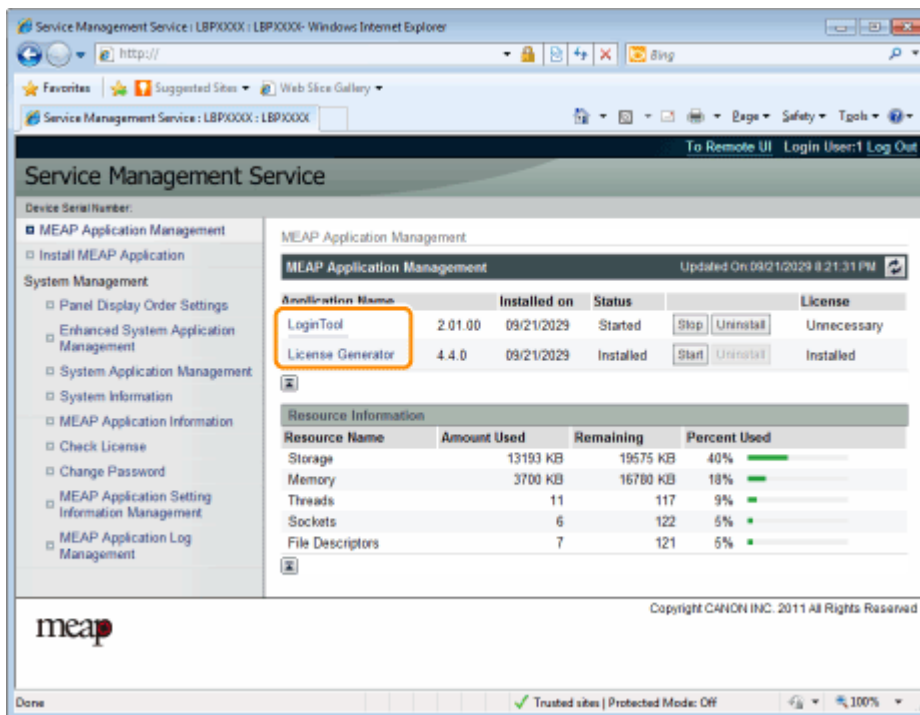 Service Management Service : LBPXXXX : LBPXXXX- Windows Internet Explorer
http://
Bing
Favorites Suggested Sites Web Slice Gallery
Service Management Service : LBPXXXX : LBPXXXX Page Safety Tools
To Remote UI Login User:1 Log Out
Service Management Service
Device Serial Number:
MEAP Application Management
Install MEAP Application
System Management
Panel Display Order Settings
Enhanced System Application
Management
System Application Management
System Information
MEAP Application Information
Check License
Change Password
MEAP Application Setting
Information Management
MEAP Application Log
Management
MEAP Application Management
MEAP Application Management Updated On:09/21/2029 8:21:31 PM
Application Name Installed on Status License
LoginTool 2.01.00 09/21/2029 Started Stop Uninstall Unnecessary
License Generator 4.4.0 09/21/2029 Installed Start Uninstall Installed
Resource Information
Resource Name Amount Used Remaining Percent Used
Storage 13193 KB 19575 KB 40%
Memory 3700 KB 16780 KB 18%
Threads 11 117 9%
Sockets 6 122 5%
File Descriptors 7 121 6%
Copyright CANON INC. 2011 All Rights Reserved
meap
Done Trusted sites | Protected Mode: Off 100%